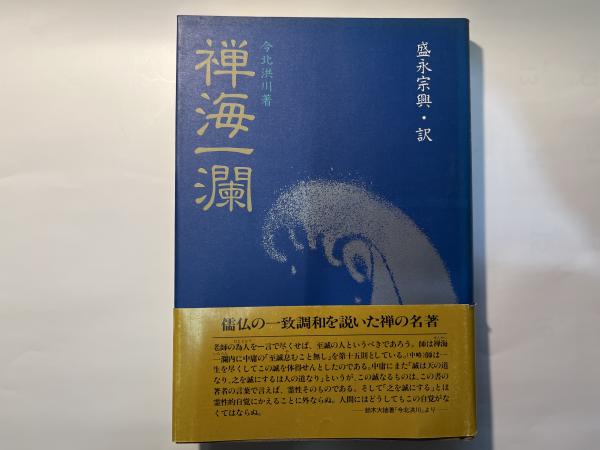 盛永宗興・訳
今北洪川著
禅海一瀾
儒仏の一致調和を説いた禅の名著
老師の為人を一言で尽くせば、至誠の人というべきであろう。師は禅海
一瀾内に中庸の「至誠息むこと無し」を第十五則としている。(中略)師は一
生を尽くしてこの誠を体得せんとしたのである。中庸にまた「誠は天の道
なり、之を誠にするは人の道なり」というが、この誠なるものは、この書の
著者の言葉で言えば、霊性そのものである。そして「之を誠にする」とは
霊性的自覚にかえることに外ならぬ。人間にはどうしてもこの自覚がな
くてはならぬ。
——鈴木大拙著「今北洪川」より——